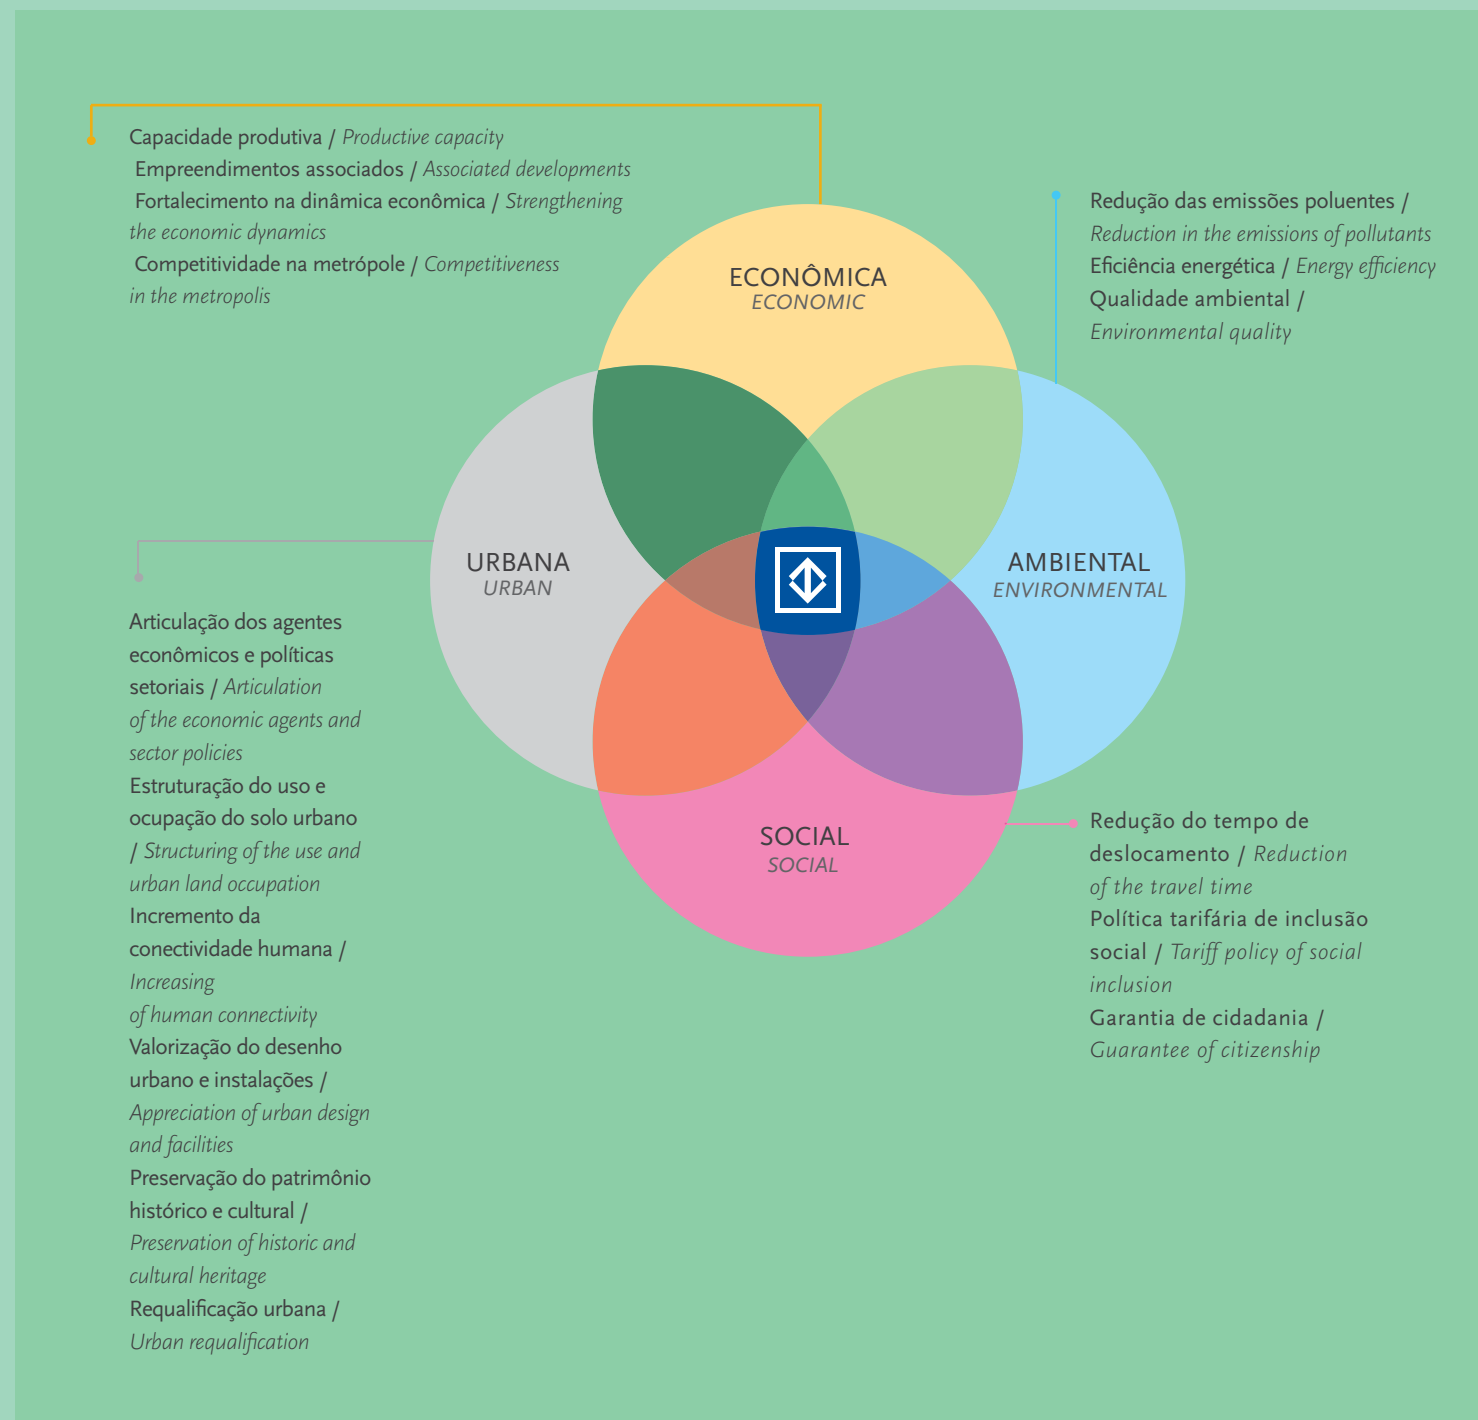 Capacidade produtiva / Productive capacity
Empreendimentos associados / Associated developments
Fortalecimento na dinâmica econômica / Strengthening
the economic dynamics
Competitividade na metrópole / Competitiveness
in the metropolis
Redução das emissões poluentes /
Reduction in the emissions of pollutants
Eficiência energética / Energy efficiency
Qualidade ambiental /
Environmental quality
ECONÔMICA
ECONOMIC
URBANA
URBAN
AMBIENTAL
ENVIRONMENTAL
SOCIAL
SOCIAL
Articulação dos agentes
econômicos e políticas
setoriais / Articulation
of the economic agents and
sector policies
Estruturação do uso e
ocupação do solo urbano
/ Structuring of the use and
urban land occupation
Incremento da
conectividade humana /
Increasing
of human connectivity
Valorização do desenho
urbano e instalações /
Appreciation of urban design
and facilities
Preservação do patrimônio
histórico e cultural /
Preservation of historic and
cultural heritage
Requalificação urbana /
Urban requalification
Redução do tempo de
deslocamento / Reduction
of the travel time
Política tarifária de inclusão
social / Tariff policy of social
inclusion
Garantia de cidadania /
Guarantee of citizenship